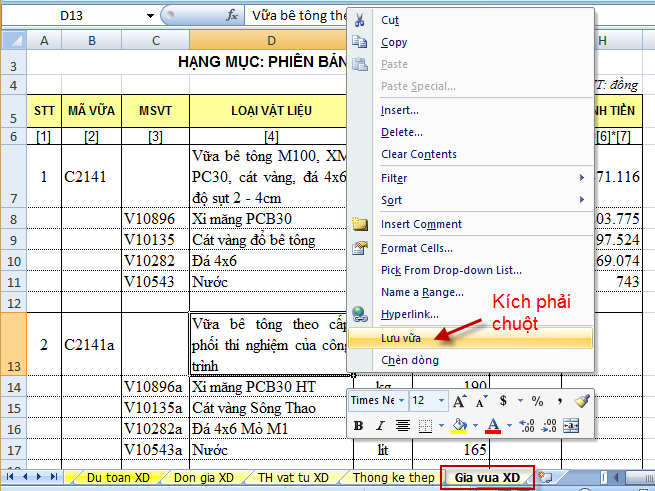 D13 fx Vữa bê tông the
A B C D H
3 HẠNG MỤC: PHIÊN BẢN
4 T: đồng
5 STT MÃ VỮA MSVT LOẠI VẬT LIỆU NH TIỀN
6 [1] [2] [3] [4] =[6]*[7]
Vữa bê tông M100, XM
1 C2141 PC30, cát vàng, đá 4x6 71.116
7 độ sụt 2 - 4cm
8 V10896 Xi măng PCB30 03.775
9 V10135 Cát vàng đổ bê tông 97.524
10 V10282 Đá 4x6 69.074
11 V10543 Nước 743
12
Vữa bê tông theo cấp
2 C2141a phối thí nghiệm của công
13 trình
14 V10896a Xi măng PCB30 HT kg 190
15 V10135a Cát vàng Sông Thao
16 V10282a Đá 4x6 Mỏ M1
17 V10543a Nước lít 165
Cut
Copy
Paste
Paste Special...
Insert...
Delete...
Clear Contents
Filter
Sort
Insert Comment
Format Cells...
Pick From Drop-down List...
Name a Range...
Hyperlink...
Lưu vữa
Chèn dòng
Kích phải
chuột
Times Ne 12 A A $ % ,
B I A
Du toan XD Don gia XD TH vat tu XD Thong ke thep Gia vua XD